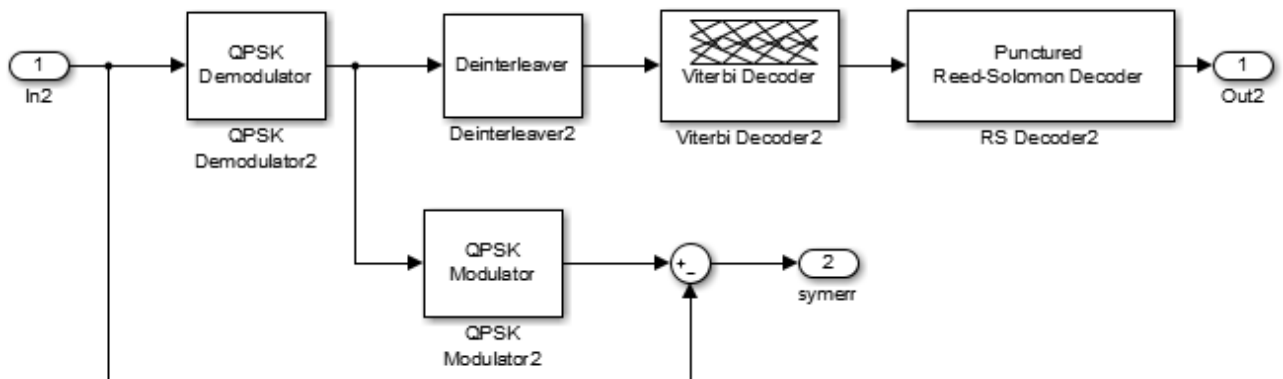 1
In2
QPSK
Demodulator
QPSK
Demodulator2
Deinterleaver
Deinterleaver2
Viterbi Decoder
Viterbi Decoder2
Punctured
Reed-Solomon Decoder
RS Decoder2
1
Out2
QPSK
Modulator
QPSK
Modulator2
+
-
2
symerr